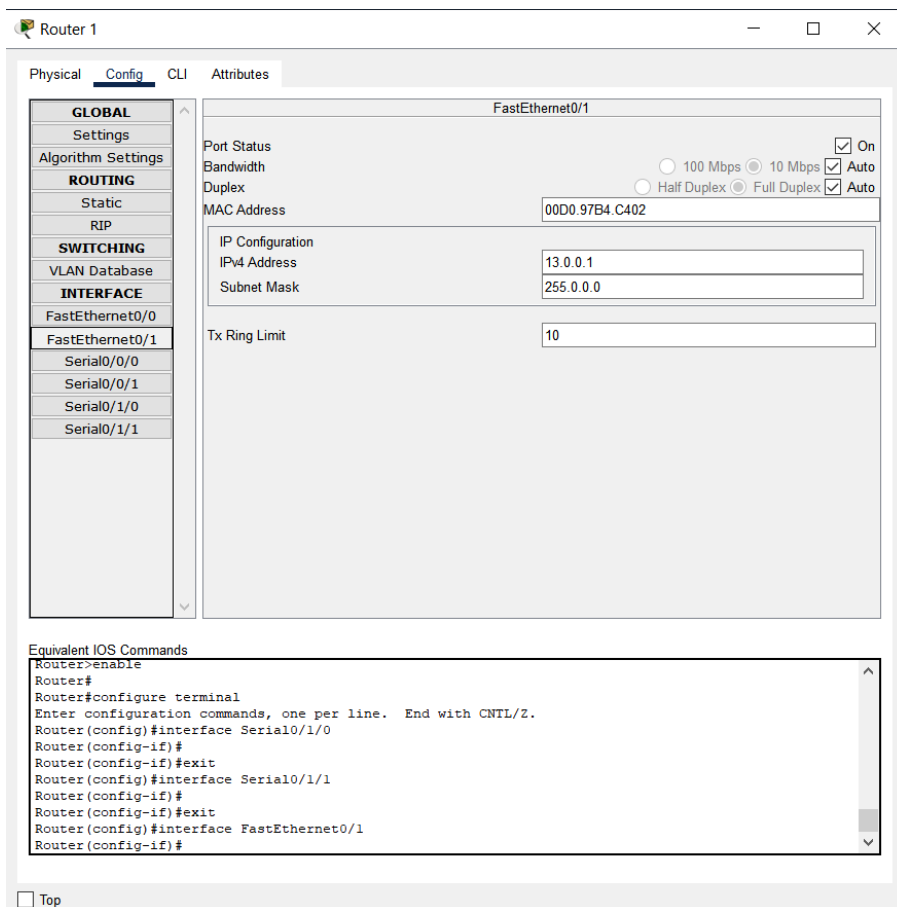 Router 1
Physical Config CLI Attributes
GLOBAL
Settings
Algorithm Settings
ROUTING
Static
RIP
SWITCHING
VLAN Database
INTERFACE
FastEthernet0/0
FastEthernet0/1
Serial0/0/0
Serial0/0/1
Serial0/1/0
Serial0/1/1
FastEthernet0/1
Port Status On
Bandwidth 100 Mbps 10 Mbps Auto
Duplex Half Duplex Full Duplex Auto
MAC Address 00D0.97B4.C402
IP Configuration
IPv4 Address 13.0.0.1
Subnet Mask 255.0.0.0
Tx Ring Limit 10
Equivalent IOS Commands
Router>enable
Router#
Router#configure terminal
Enter configuration commands, one per line. End with CNTL/Z.
Router(config)#interface Serial0/1/0
Router(config-if)#
Router(config-if)#exit
Router(config)#interface Serial0/1/1
Router(config-if)#
Router(config-if)#exit
Router(config)#interface FastEthernet0/1
Router(config-if)#
Top